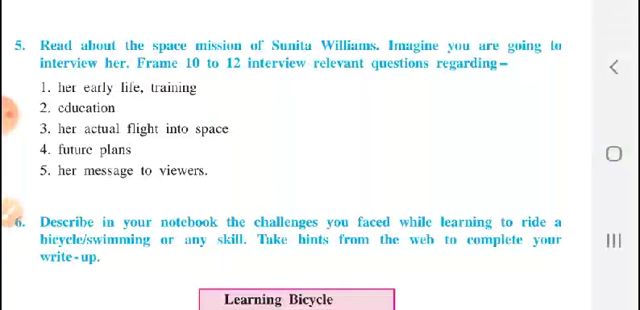 5. Read about the space mission of Sunita Williams. Imagine you are going to
interview her. Frame 10 to 12 interview relevant questions regarding –
1. her early life, training
2. education
3. her actual flight into space
4. future plans
5. her message to viewers.
6. Describe in your notebook the challenges you faced while learning to ride a
bicycle/swimming or any skill. Take hints from the web to complete your
write-up.
Learning Bicycle